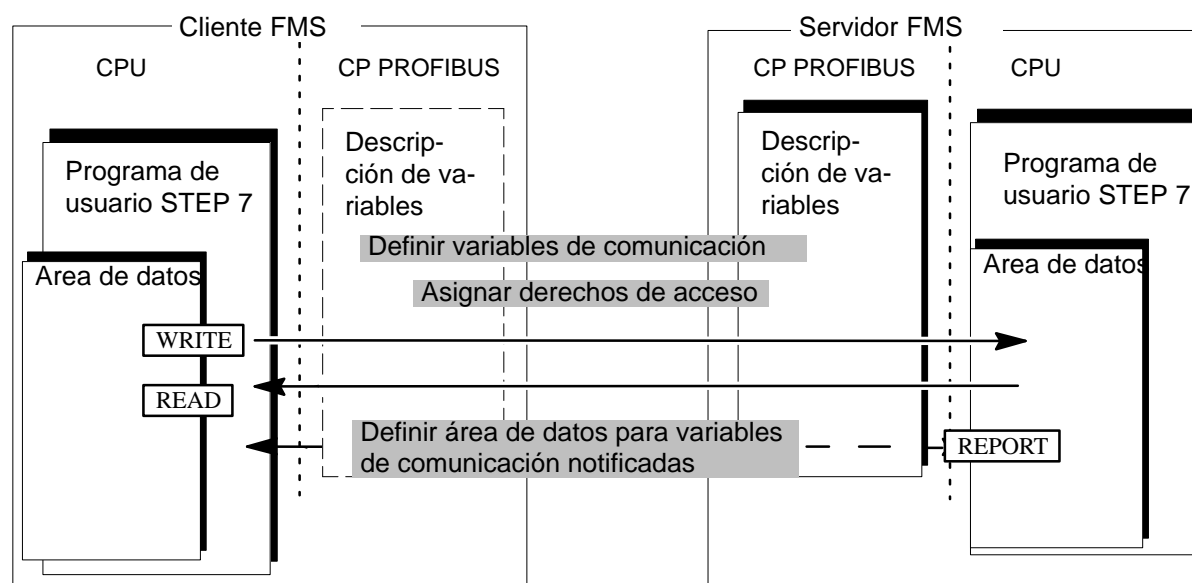 Cliente FMS
Servidor FMS
CPU
CP PROFIBUS
CP PROFIBUS
CPU
Programa de
usuario STEP 7
Descrip-
ción de va-
riables
Descrip-
ción de va-
riables
Programa de
usuario STEP 7
Definir variables de comunicación
Area de datos
Area de datos
Asignar derechos de acceso
WRITE
READ
Definir área de datos para variables
de comunicación notificadas
REPORT